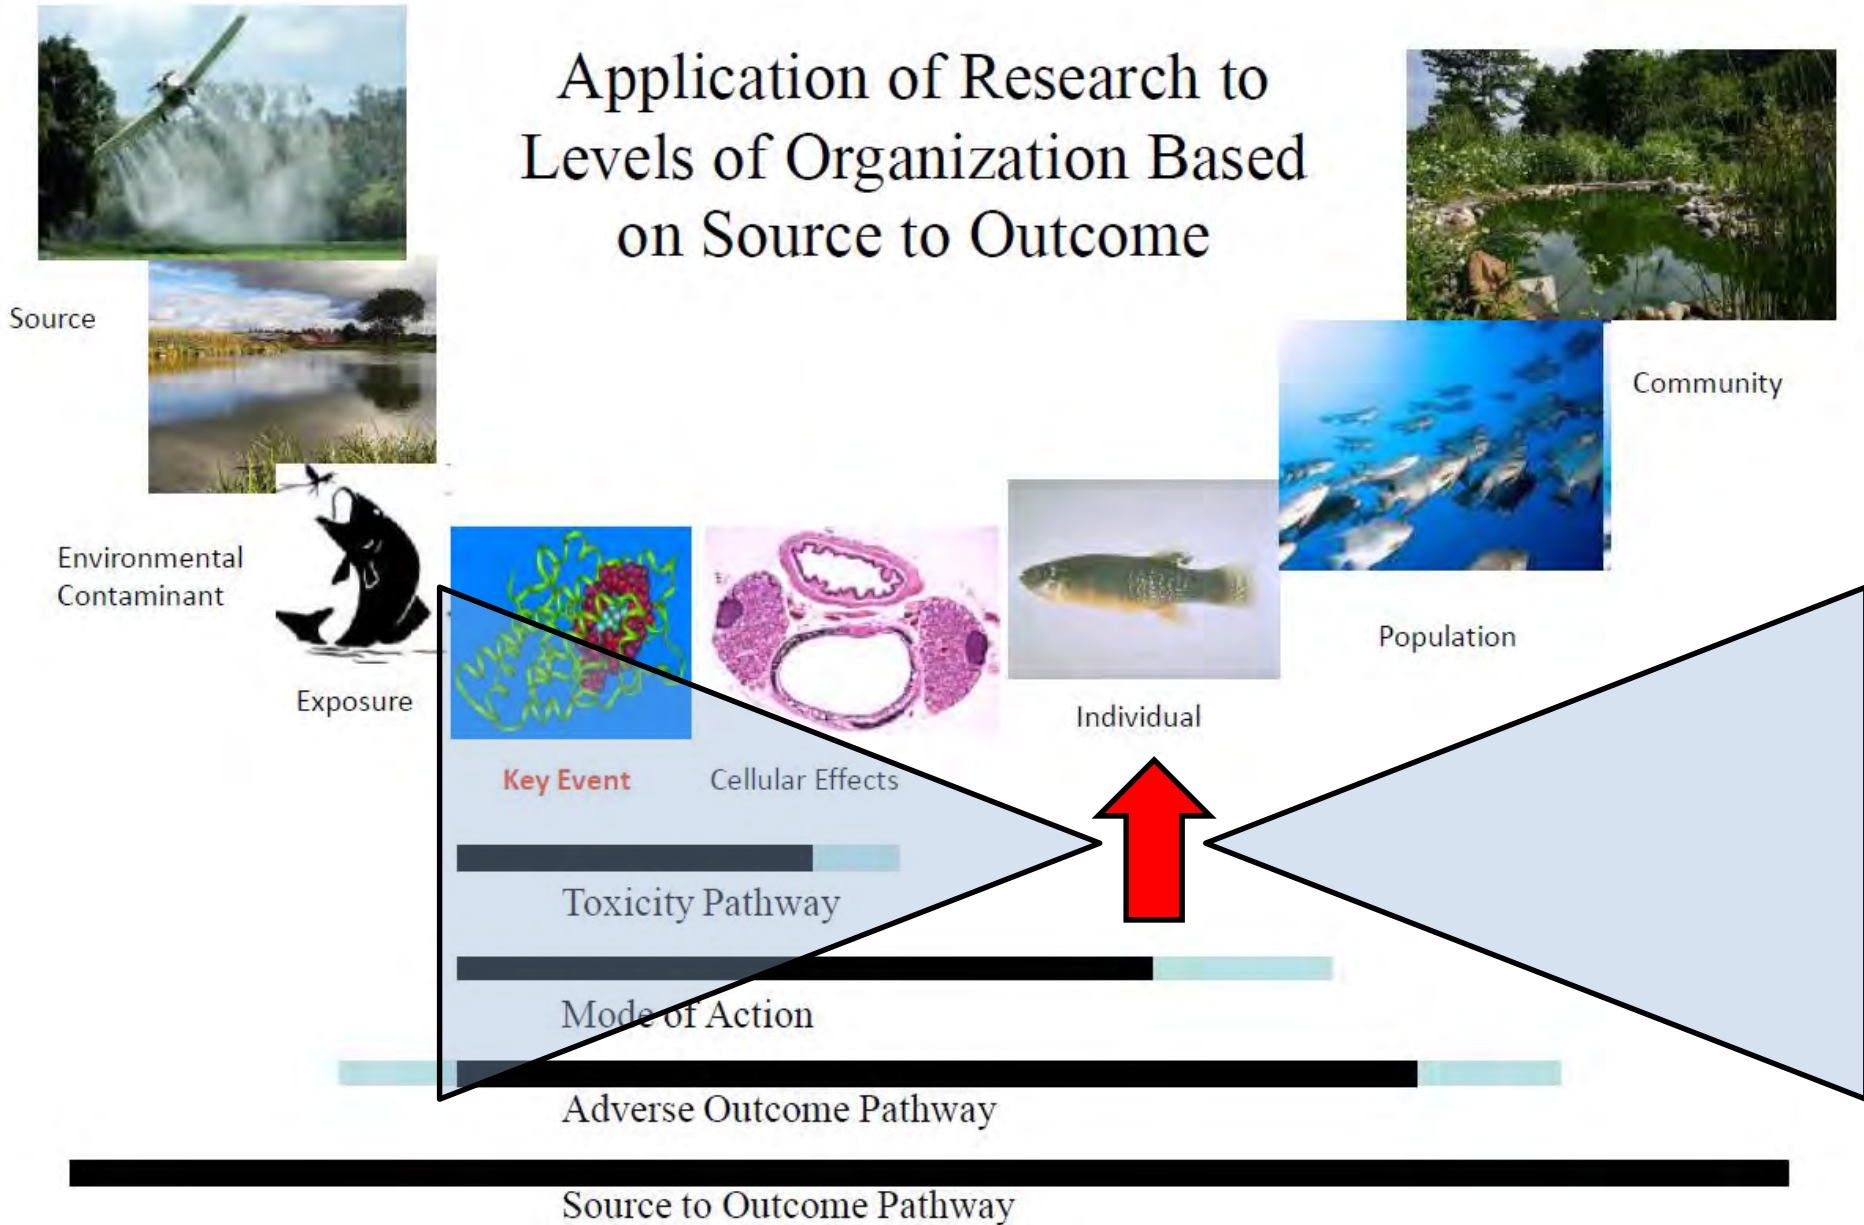 Application of Research to
Levels of Organization Based
on Source to Outcome
Source
Community
Environmental
Contaminant
Population
Exposure
Individual
Key Event
Cellular Effects
Toxicity Pathway
Mode of Action
Adverse Outcome Pathway
Source to Outcome Pathway